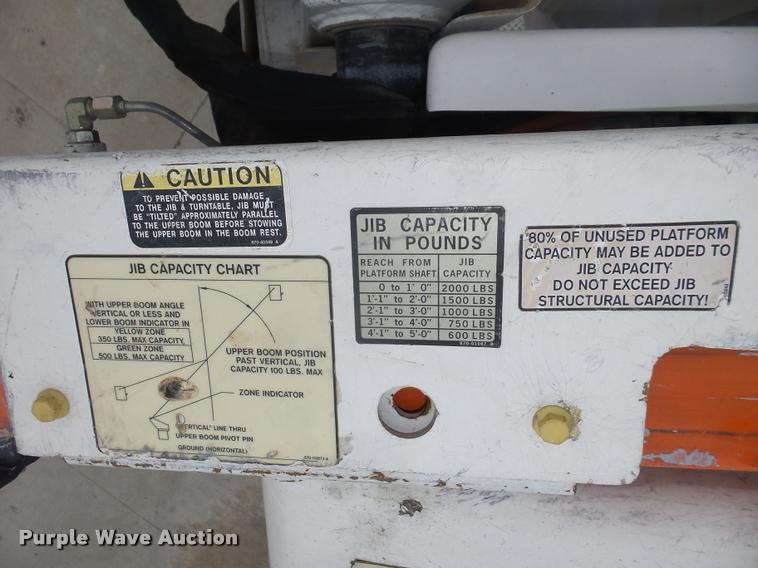 CAUTION
TO PREVENT POSSIBLE DAMAGE
TO THE JIB & TURNTABLE, JIB MUST
BE "TILTED" APPROXIMATELY PARALLEL
TO THE UPPER BOOM BEFORE STOWING
THE UPPER BOOM IN THE BOOM REST.
JIB CAPACITY CHART
WITH UPPER BOOM ANGLE
VERTICAL OR LESS AND
LOWER BOOM INDICATOR IN
YELLOW ZONE
350 LBS. MAX CAPACITY,
GREEN ZONE
500 LBS. MAX CAPACITY
UPPER BOOM POSITION
PAST VERTICAL, JIB
CAPACITY 100 LBS. MAX
ZONE INDICATOR
VERTICAL LINE THRU
UPPER BOOM PIVOT PIN
GROUND (HORIZONTAL)
JIB CAPACITY
IN POUNDS
REACH FROM PLATFORM SHAFT JIB CAPACITY
0 to 1' 0" 2000 LBS
1'-1" to 2'-0" 1500 LBS
2'-1" to 3'-0" 1000 LBS
3'-1" to 4'-0" 750 LBS
4'-1" to 5'-0" 600 LBS
80% OF UNUSED PLATFORM
CAPACITY MAY BE ADDED TO
JIB CAPACITY.
DO NOT EXCEED JIB
STRUCTURAL CAPACITY!
Purple Wave Auction